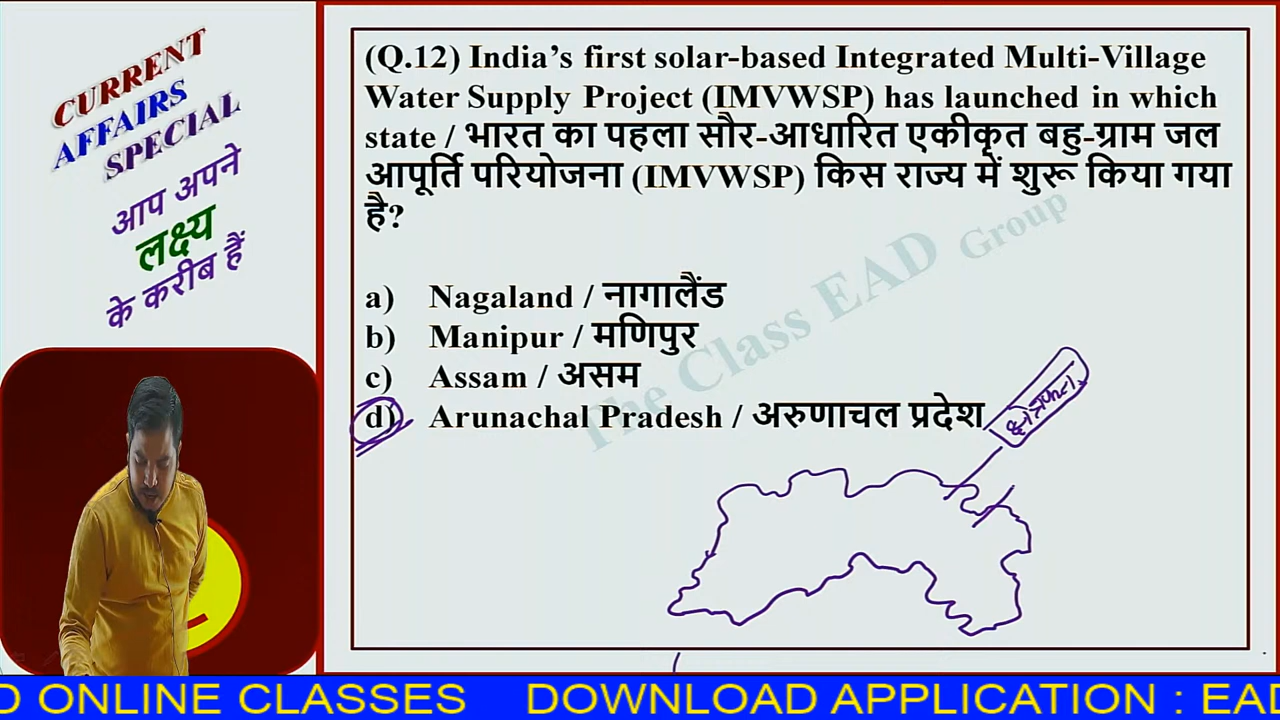 CURRENT
AFFAIRS
SPECIAL
आप अपने
लक्ष्य
के करीब हैं
(Q.12) India’s first solar-based Integrated Multi-Village
Water Supply Project (IMVWSP) has launched in which
state / भारत का पहला सौर-आधारित एकीकृत बहु-ग्राम जल
आपूर्ति परियोजना (IMVWSP) किस राज्य में शुरू किया गया
है?
a) Nagaland / नागालैंड
b) Manipur / मणिपुर
c) Assam / असम
d) Arunachal Pradesh / अरुणाचल प्रदेश
The Class EAD Group
D ONLINE CLASSES DOWNLOAD APPLICATION : EAD